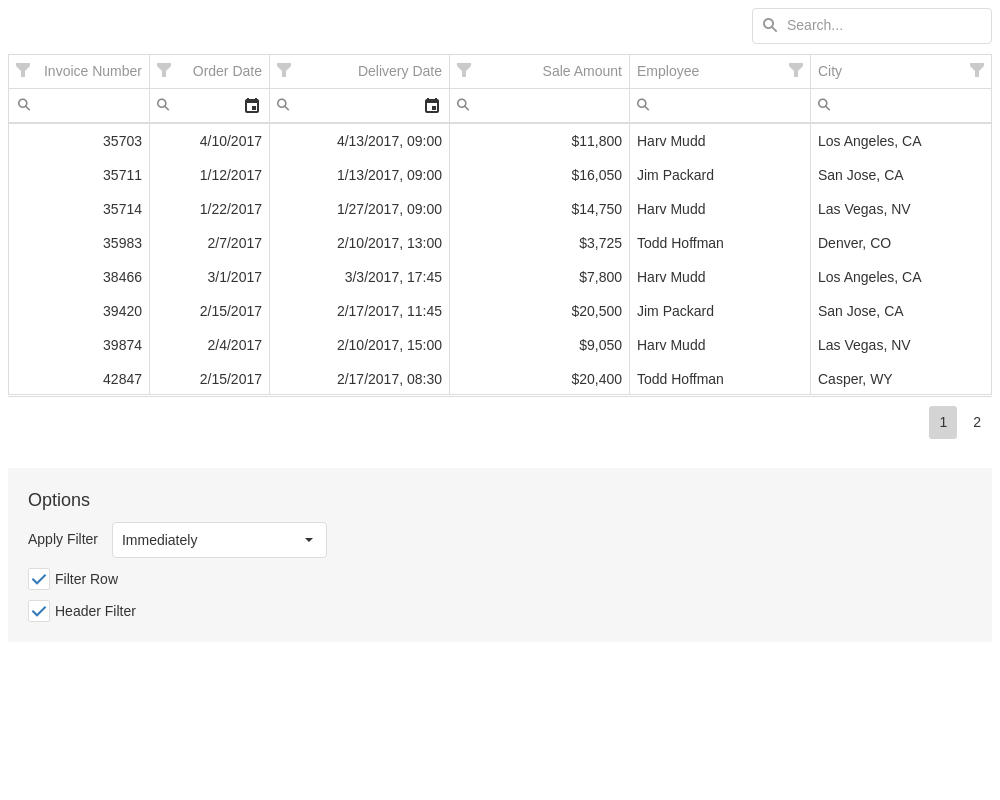 Search...
Invoice Number Order Date Delivery Date Sale Amount Employee City
35703 4/10/2017 4/13/2017, 09:00 $11,800 Harv Mudd Los Angeles, CA
35711 1/12/2017 1/13/2017, 09:00 $16,050 Jim Packard San Jose, CA
35714 1/22/2017 1/27/2017, 09:00 $14,750 Harv Mudd Las Vegas, NV
35983 2/7/2017 2/10/2017, 13:00 $3,725 Todd Hoffman Denver, CO
38466 3/1/2017 3/3/2017, 17:45 $7,800 Harv Mudd Los Angeles, CA
39420 2/15/2017 2/17/2017, 11:45 $20,500 Jim Packard San Jose, CA
39874 2/4/2017 2/10/2017, 15:00 $9,050 Harv Mudd Las Vegas, NV
42847 2/15/2017 2/17/2017, 08:30 $20,400 Todd Hoffman Casper, WY
1 2
Options
Apply Filter Immediately
Filter Row
Header Filter